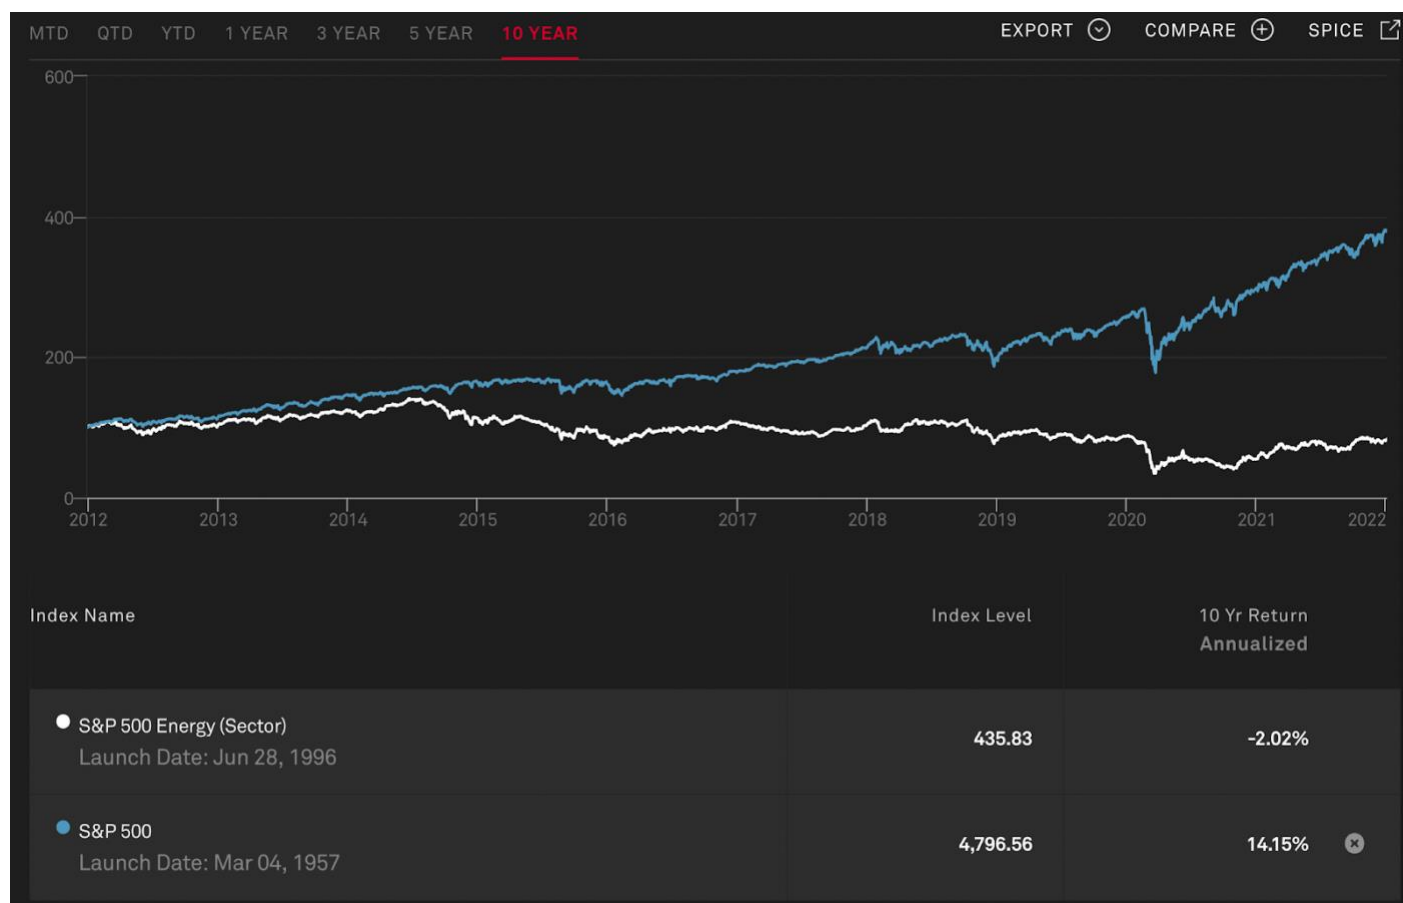 MTD QTD YTD 1 YEAR 3 YEAR 5 YEAR 10 YEAR EXPORT COMPARE SPICE
600
400
200
0
2012 2013 2014 2015 2016 2017 2018 2019 2020 2021 2022
Index Name Index Level 10 Yr Return
Annualized
S&P 500 Energy (Sector) 435.83 -2.02%
Launch Date: Jun 28, 1996
S&P 500 4,796.56 14.15%
Launch Date: Mar 04, 1957